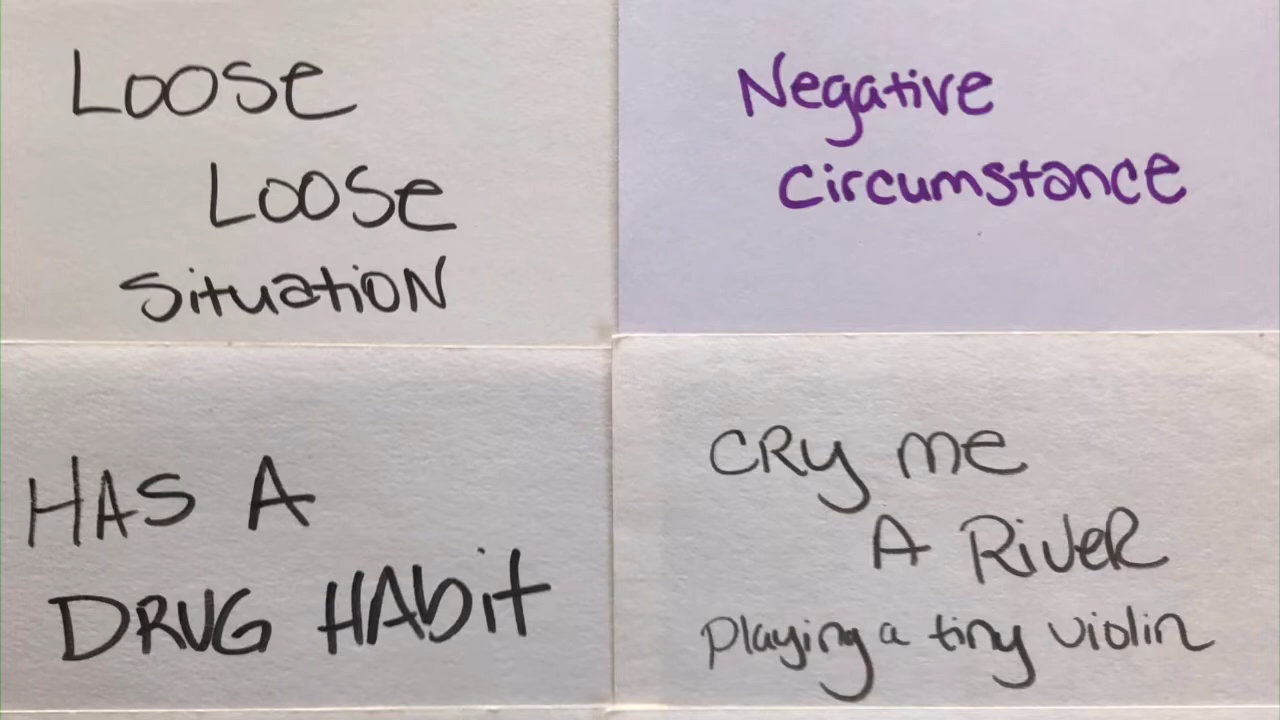 Loose
Loose
Situation
Negative
Circumstance
HAS A
DRUG HAbit
CRy me
A RiveR
Playing a tiny violin